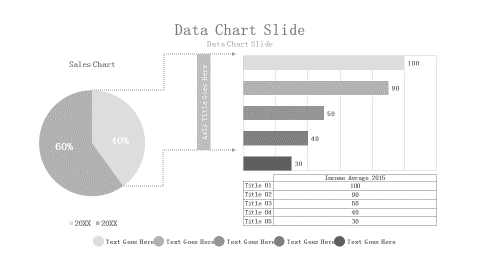 Data Chart Slide
Data Chart Slide
Sales Chart
60%
40%
20XX 20XX
Axis Title Goes Here
100
90
50
40
30
Income Average 2015
Title 01 100
Title 02 90
Title 03 50
Title 04 60
Title 05 30
Text Goes Here Text Goes Here Text Goes Here Text Goes Here Text Goes Here